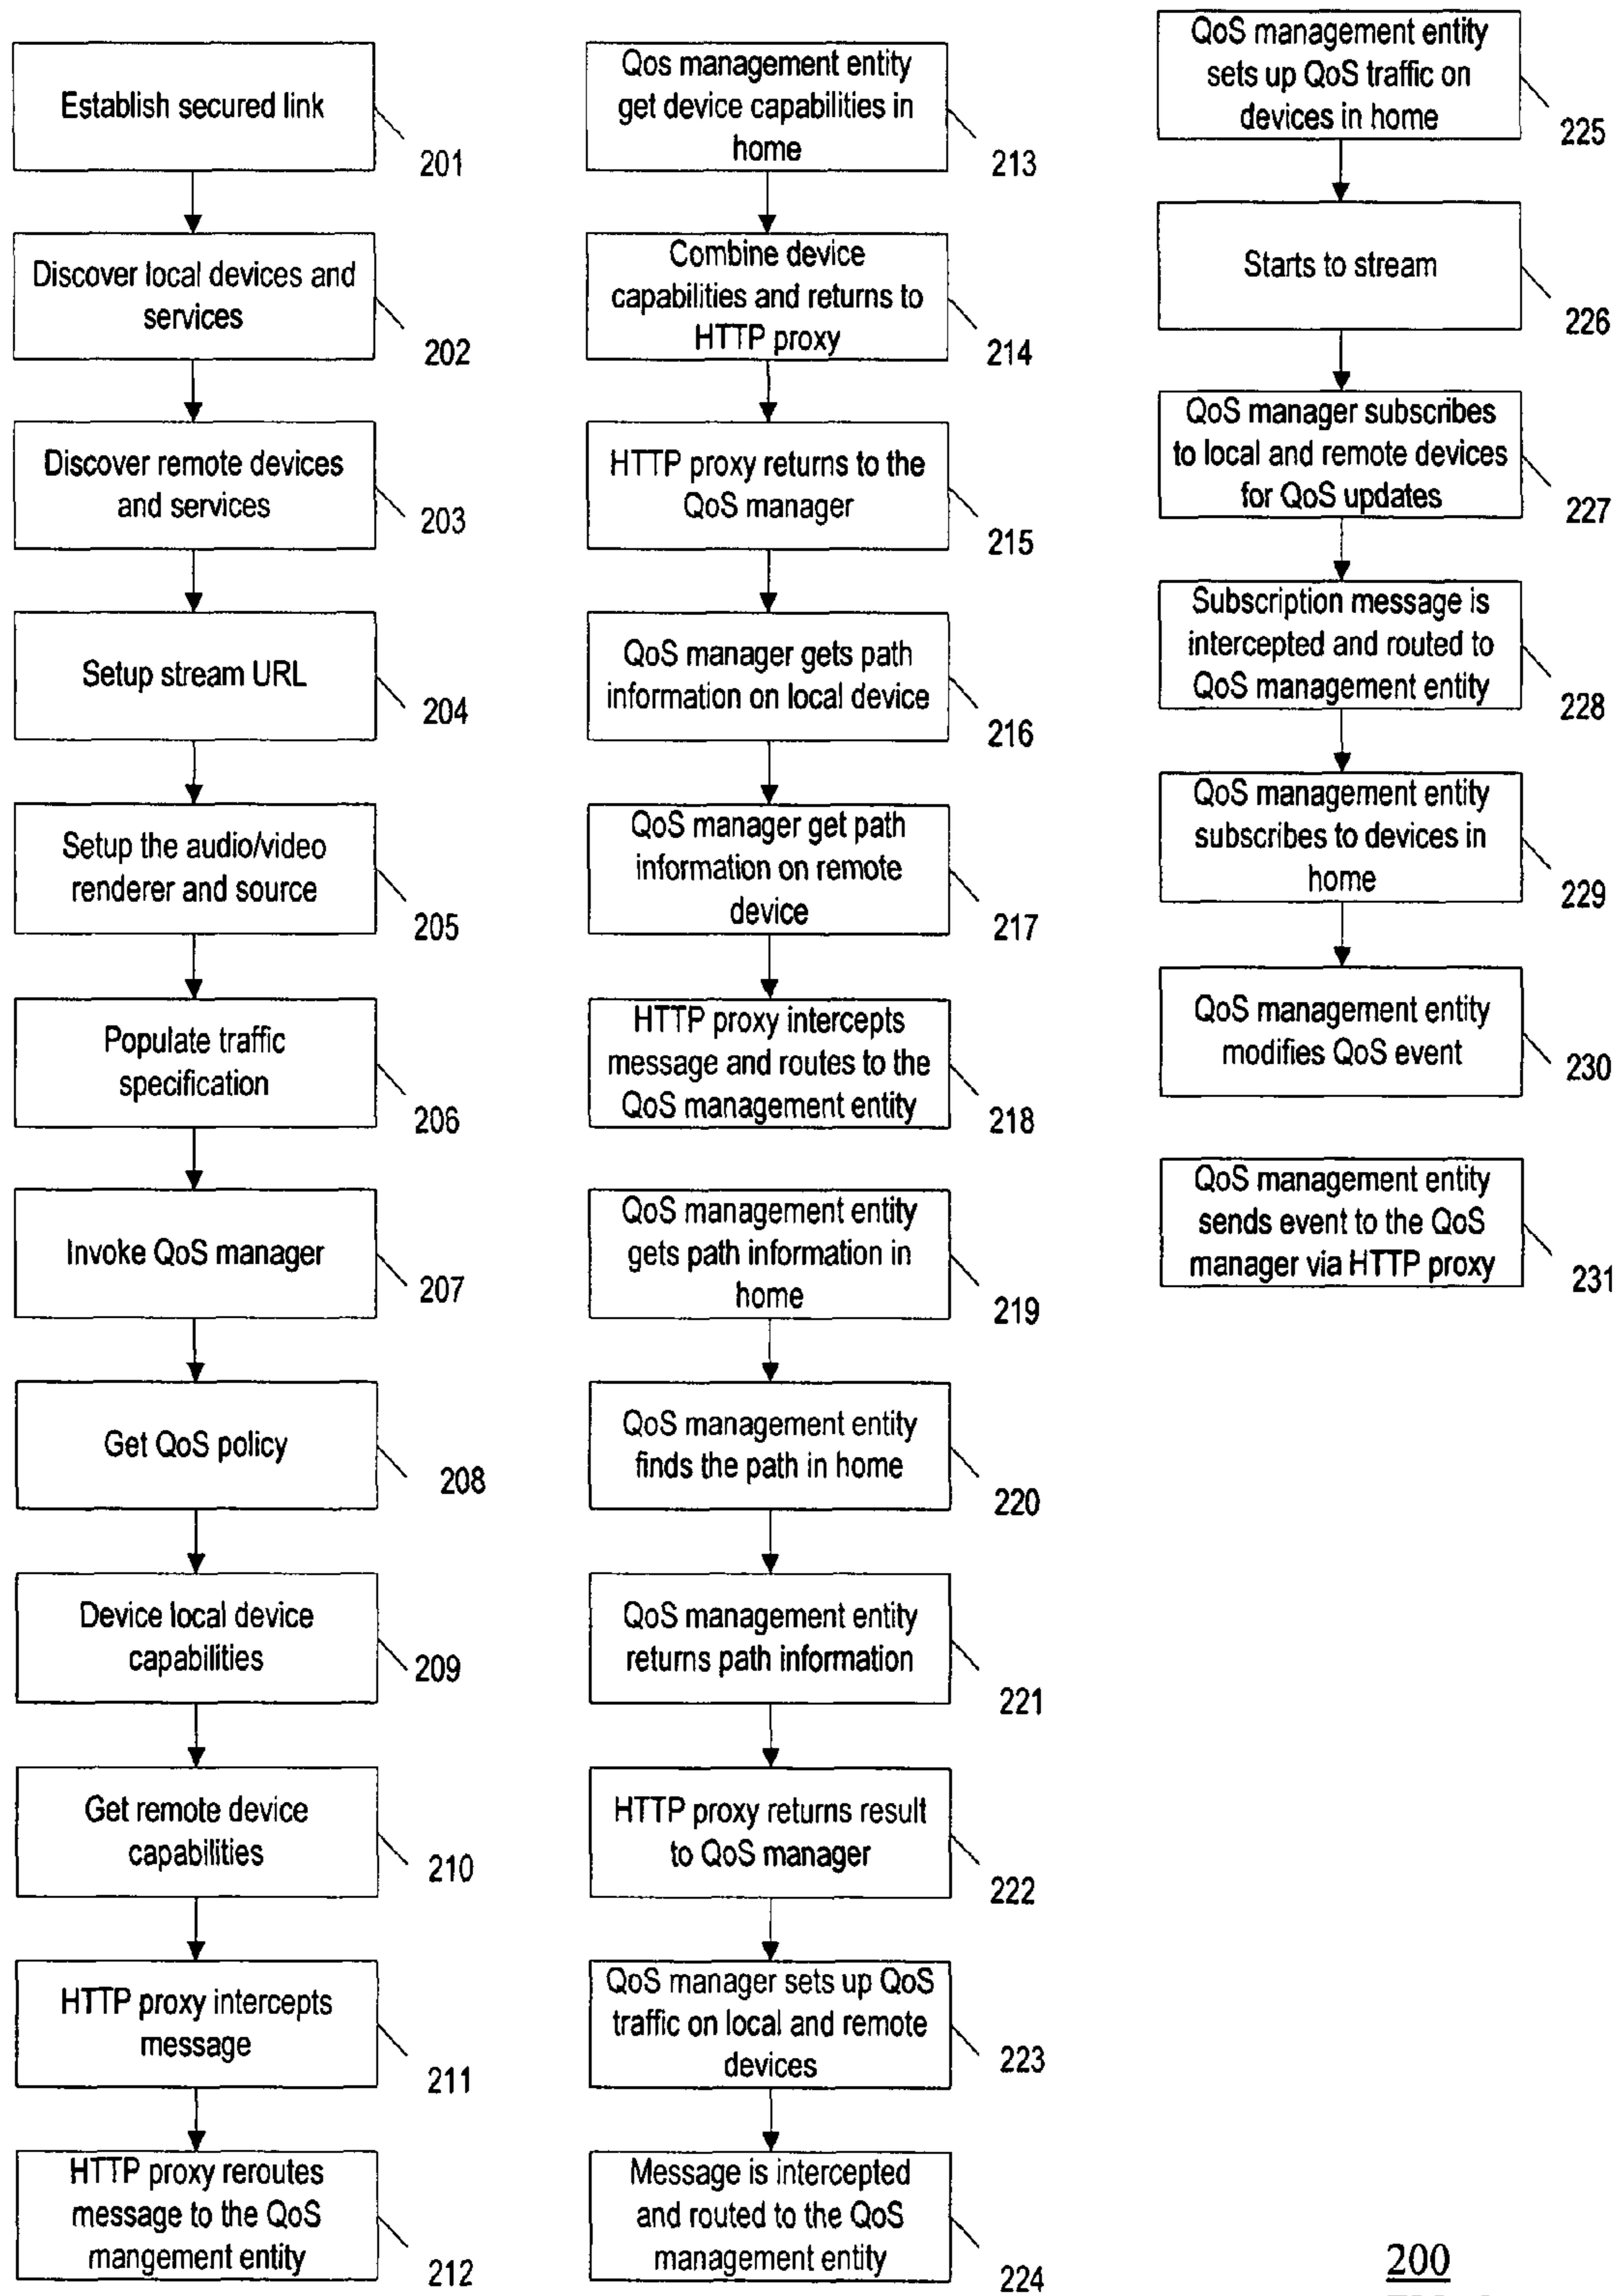 Establish secured link
201
Discover local devices and
services
202
Discover remote devices
and services
203
Setup stream URL
204
Setup the audio/video
renderer and source
205
Populate traffic
specification
206
Invoke QoS manager
207
Get QoS policy
208
Device local device
capabilities
209
Get remote device
capabilities
210
HTTP proxy intercepts
message
211
HTTP proxy reroutes
message to the QoS
mangement entity
212
Qos management entity
get device capabilities in
home
213
Combine device
capabilities and returns to
HTTP proxy
214
HTTP proxy returns to the
QoS manager
215
QoS manager gets path
information on local device
216
QoS manager get path
information on remote
device
217
HTTP proxy intercepts
message and routes to the
QoS management entity
218
QoS management entity
gets path information in
home
219
QoS management entity
finds the path in home
220
QoS management entity
returns path information
221
HTTP proxy returns result
to QoS manager
222
QoS manager sets up QoS
traffic on local and remote
devices
223
Message is intercepted
and routed to the QoS
management entity
224
QoS management entity
sets up QoS traffic on
devices in home
225
Starts to stream
226
QoS manager subscribes
to local and remote devices
for QoS updates
227
Subscription message is
intercepted and routed to
QoS management entity
228
QoS management entity
subscribes to devices in
home
229
QoS management entity
modifies QoS event
230
QoS management entity
sends event to the QoS
manager via HTTP proxy
231
200